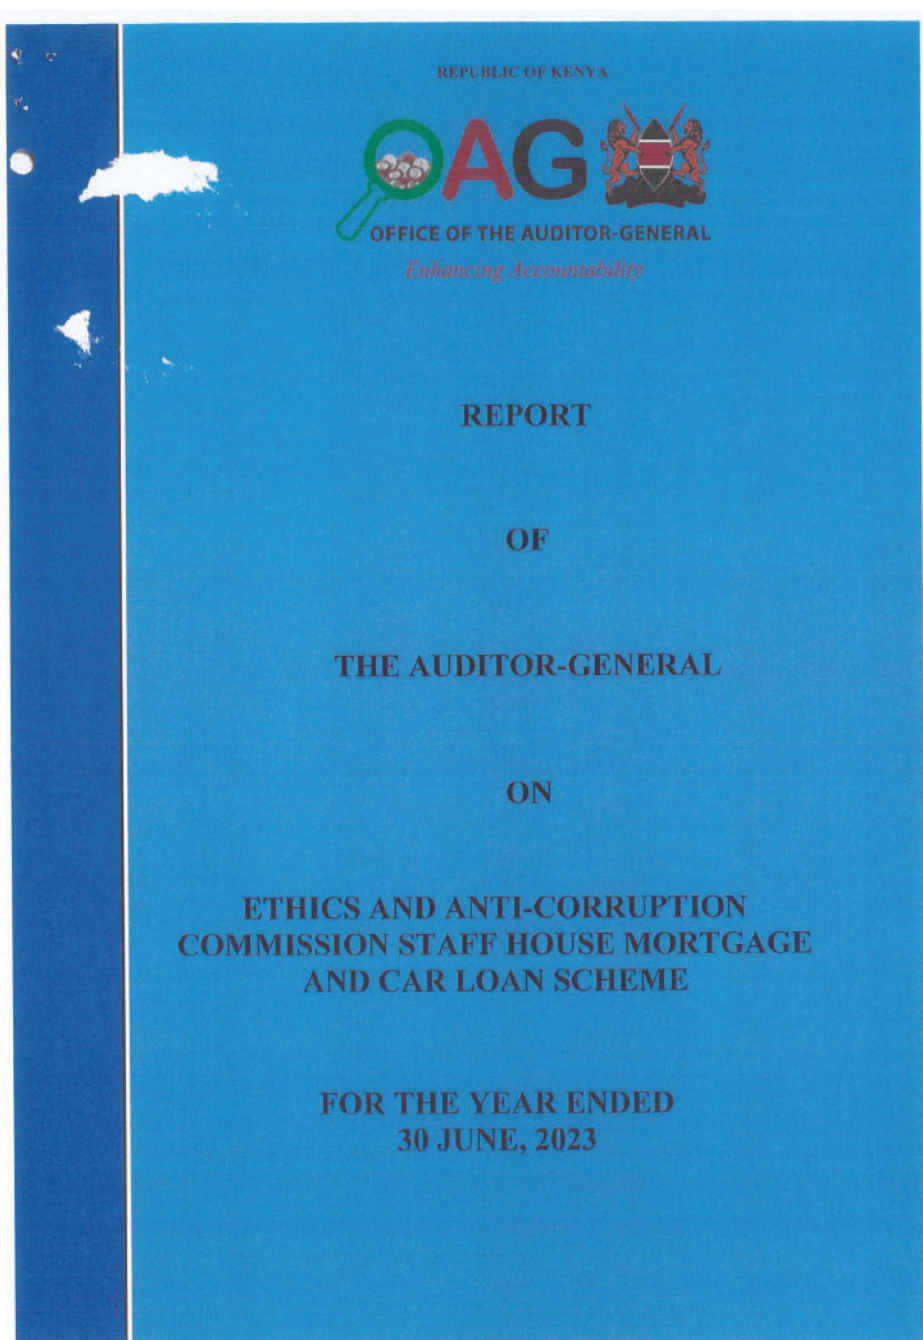 REPUBLIC OF KENYA
OAG
OFFICE OF THE AUDITOR-GENERAL
Enhancing Accountability
REPORT
OF
THE AUDITOR-GENERAL
ON
ETHICS AND ANTI-CORRUPTION
COMMISSION STAFF HOUSE MORTGAGE
AND CAR LOAN SCHEME
FOR THE YEAR ENDED
30 JUNE, 2023